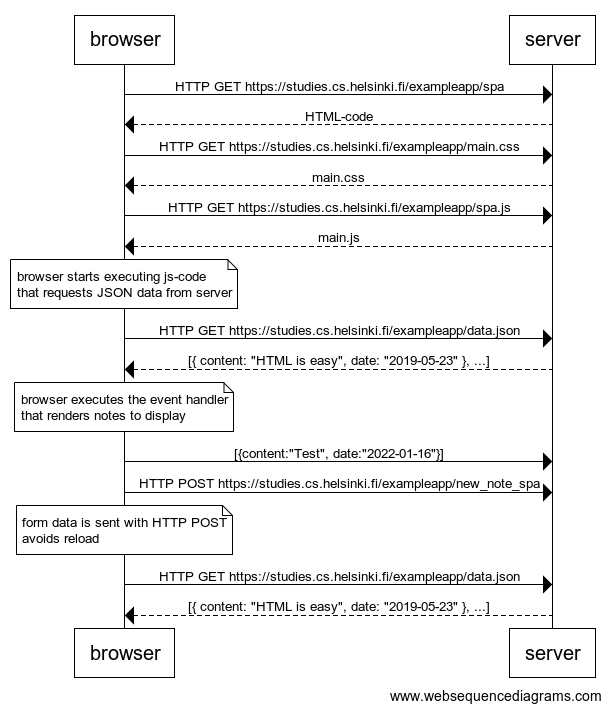 browser server
HTTP GET https://studies.cs.helsinki.fi/exampleapp/spa
HTML-code
HTTP GET https://studies.cs.helsinki.fi/exampleapp/main.css
main.css
HTTP GET https://studies.cs.helsinki.fi/exampleapp/spa.js
main.js
browser starts executing js-code
that requests JSON data from server
HTTP GET https://studies.cs.helsinki.fi/exampleapp/data.json
[{ content: "HTML is easy", date: "2019-05-23" }, ...]
browser executes the event handler
that renders notes to display
[{content:"Test", date:"2022-01-16"}]
HTTP POST https://studies.cs.helsinki.fi/exampleapp/new_note_spa
form data is sent with HTTP POST
avoids reload
HTTP GET https://studies.cs.helsinki.fi/exampleapp/data.json
[{ content: "HTML is easy", date: "2019-05-23" }, ...]
browser server
www.websequencediagrams.com